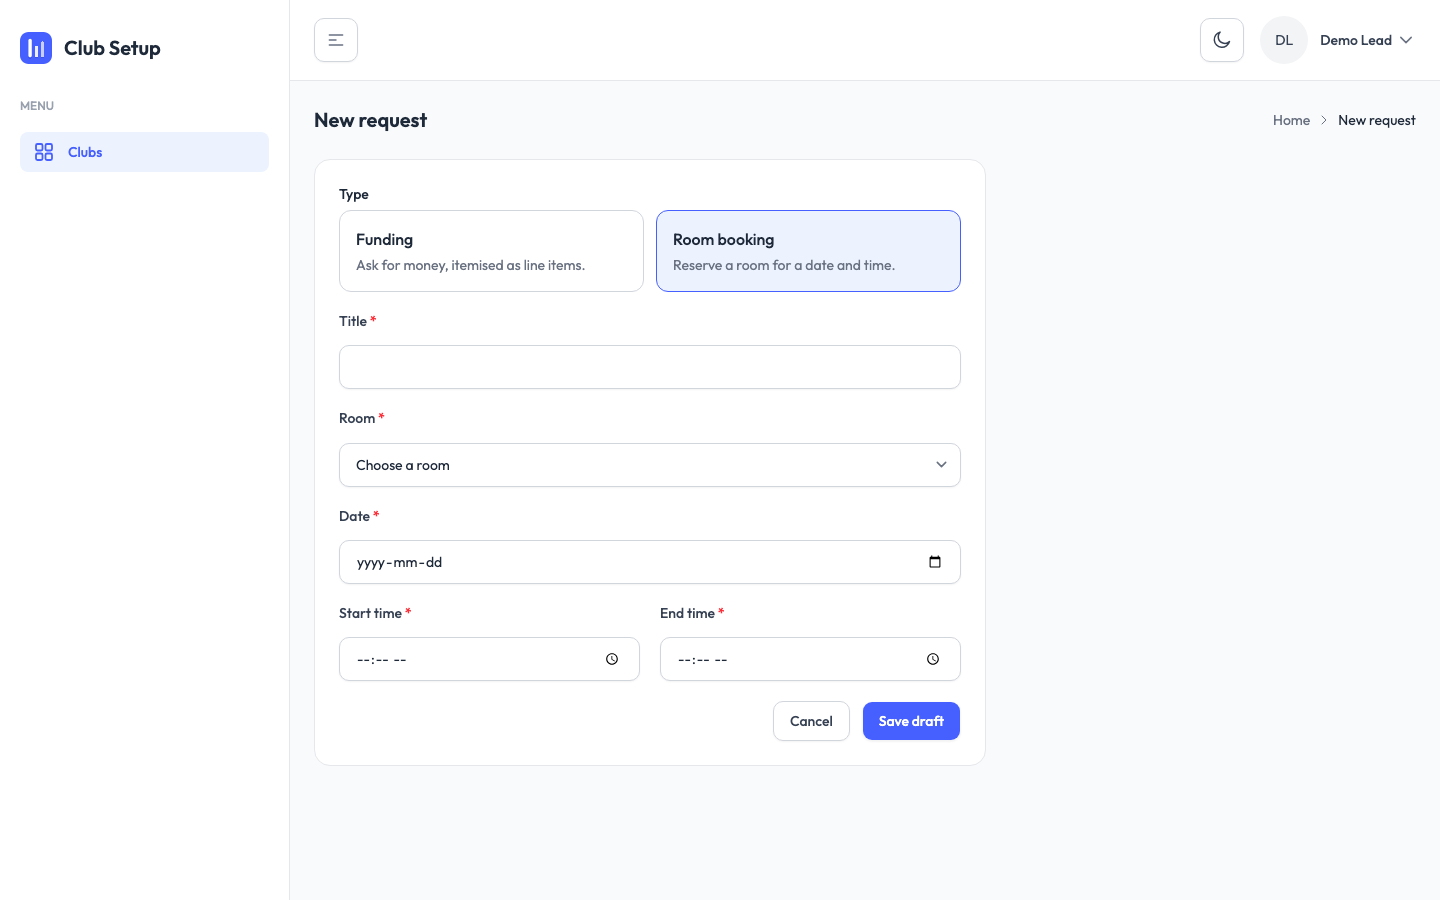 Club Setup
MENU
Clubs
DL
Demo Lead
New request
Home
New request
Type
Funding
Ask for money, itemised as line items.
Room booking
Reserve a room for a date and time.
Title *
Room *
Choose a room
Date *
yyyy-mm-dd
Start time *
End time *
--:-- --
--:-- --
Cancel
Save draft